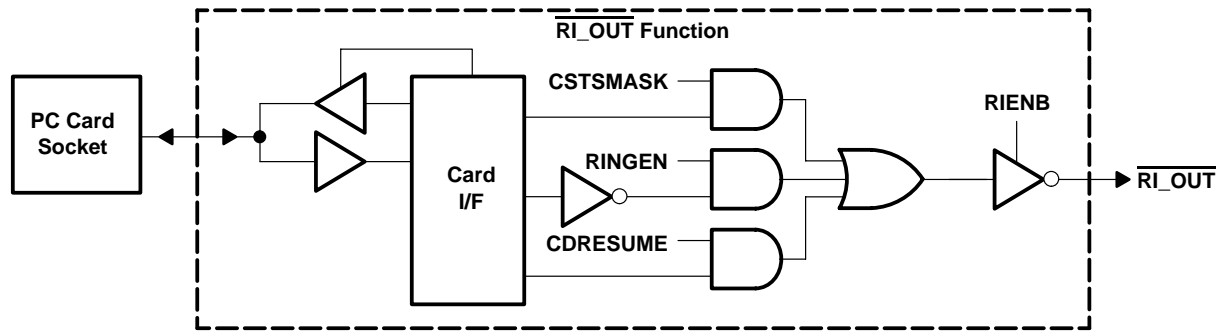 RI_OUT Function
PC Card
Socket
CSTSMASK
Card
I/F
RINGEN
CDRESUME
RIENB
RI_OUT